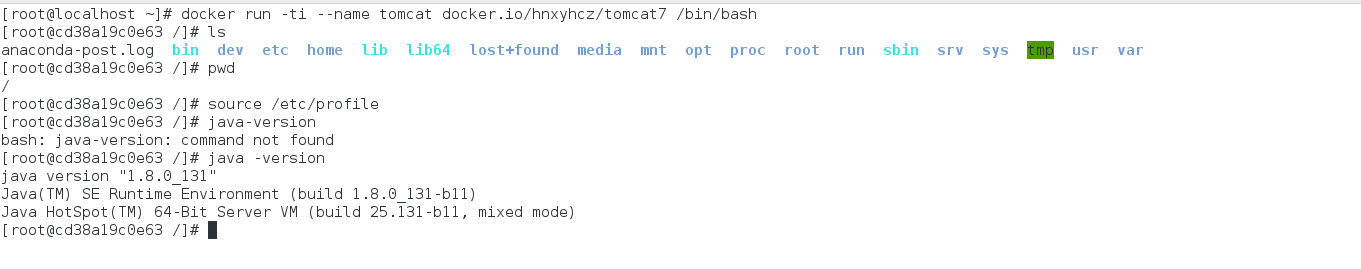 [root@localhost ~]# docker run -ti --name tomcat docker.io/hnxyhcz/tomcat7 /bin/bash
[root@cd38a19c0e63 /]# ls
anaconda-post.log bin dev etc home lib lib64 lost+found media mnt opt proc root run sbin srv sys tmp usr var
[root@cd38a19c0e63 /]# pwd
/
[root@cd38a19c0e63 /]# source /etc/profile
[root@cd38a19c0e63 /]# java-version
bash: java-version: command not found
[root@cd38a19c0e63 /]# java -version
java version "1.8.0_131"
Java(TM) SE Runtime Environment (build 1.8.0_131-b11)
Java HotSpot(TM) 64-Bit Server VM (build 25.131-b11, mixed mode)
[root@cd38a19c0e63 /]#